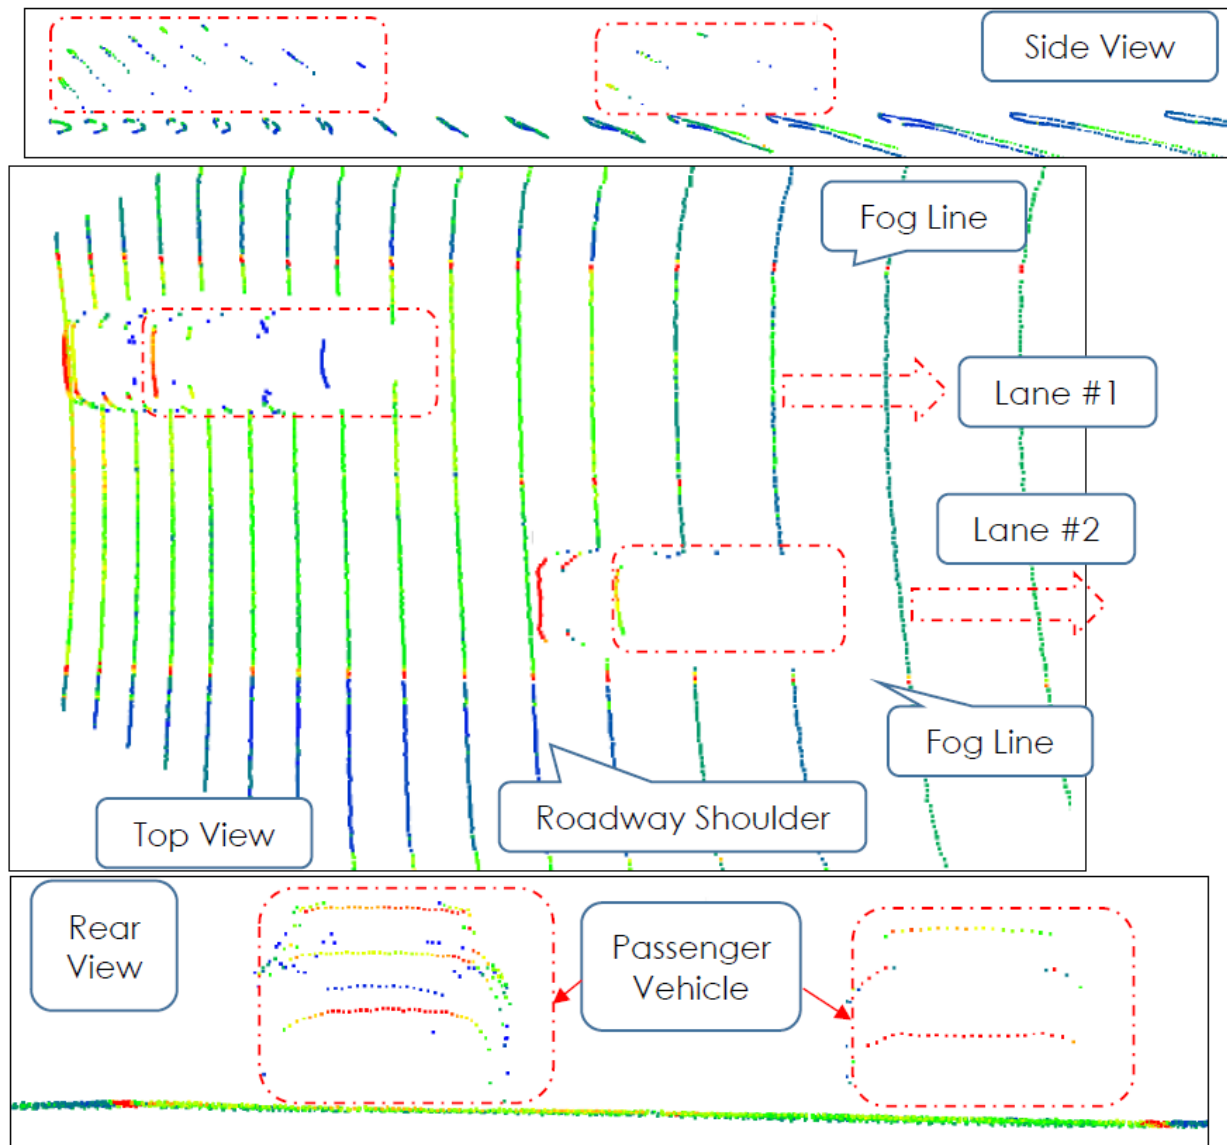 Side View
Fog Line
Lane #1
Lane #2
Fog Line
Roadway Shoulder
Top View
Rear
View
Passenger
Vehicle